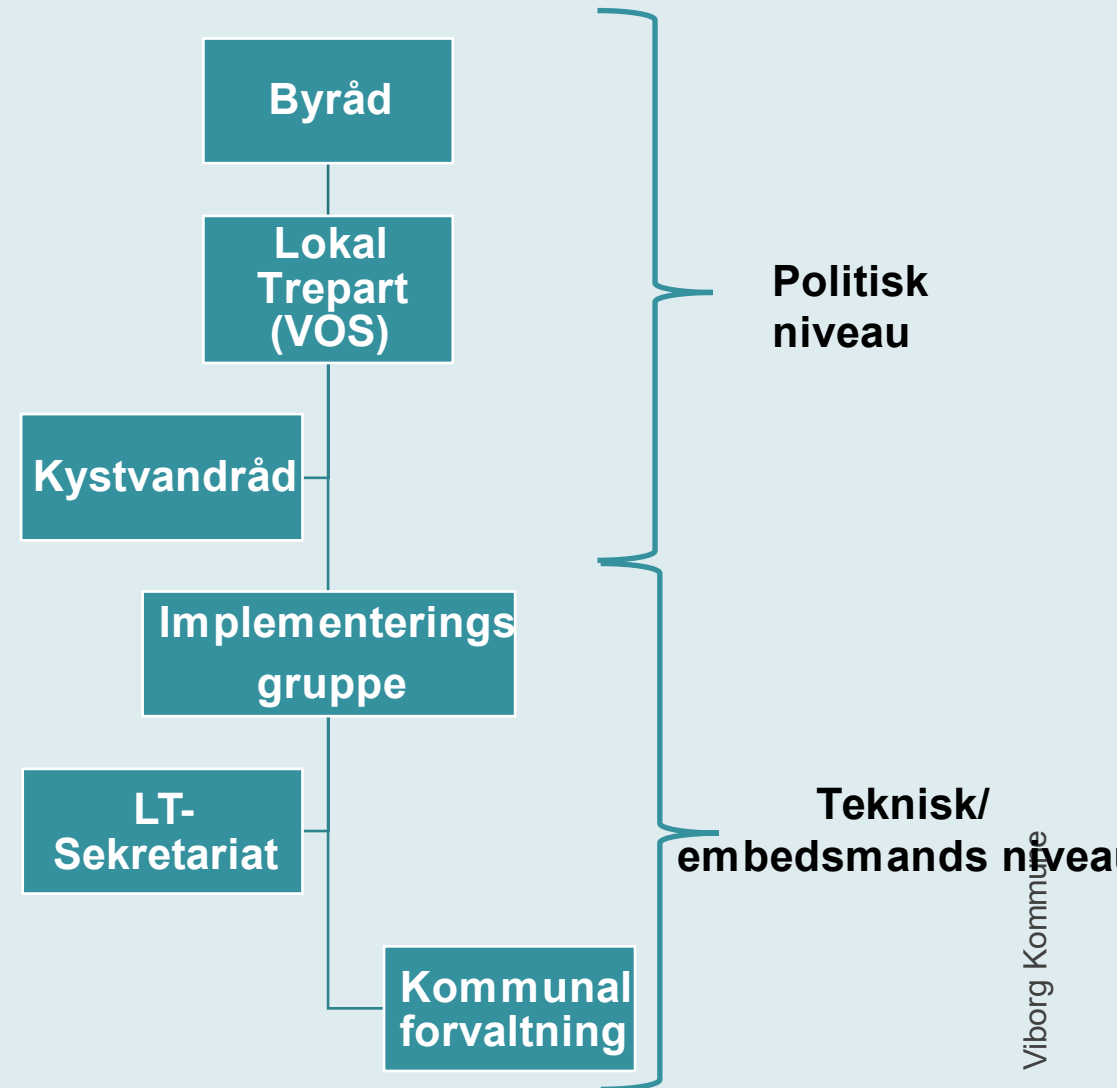 Byråd
Lokal
Trepart
(VOS)
Politisk
niveau
Kystvandråd
Implementerings
gruppe
LT-
Sekretariat
Teknisk/
embedsmands niveau
Kommunal
forvaltning
Viborg Kommune